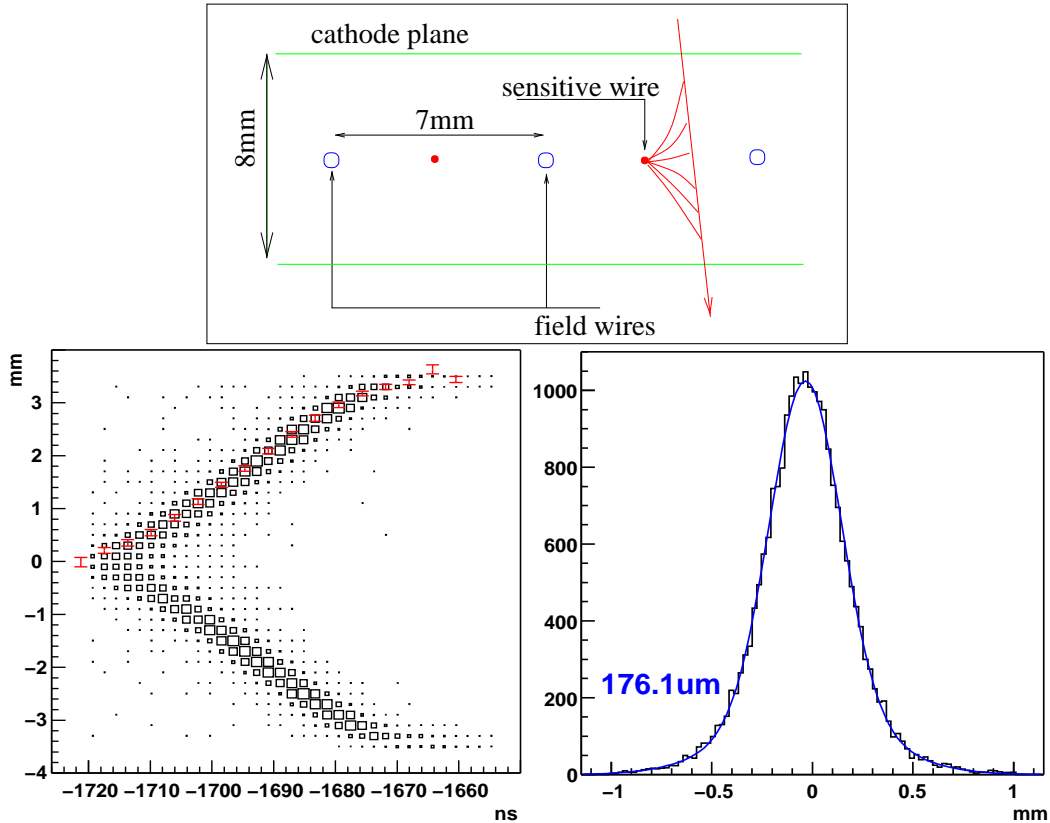 cathode plane
sensitive wire
7mm
8mm
field wires
mm
3
2
1
0
−1
−2
−3
−4
−1720 −1710 −1700 −1690 −1680 −1670 −1660
ns
1000
800
600
400
200
0
176.1um
−1 −0.5 0 0.5 1
mm